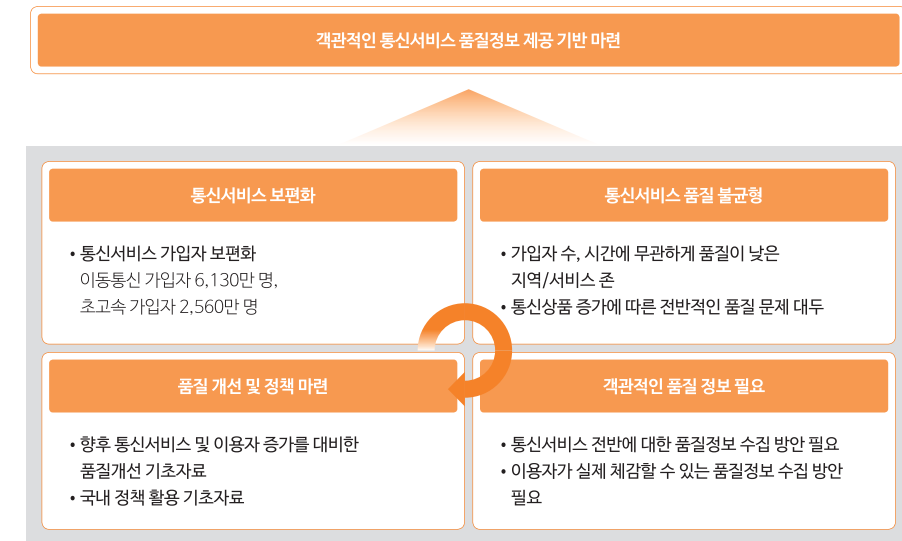 객관적인 통신서비스 품질정보 제공 기반 마련
통신서비스 보편화
• 통신서비스 가입자 보편화
이동통신 가입자 6,130만 명,
초고속 가입자 2,560만 명
통신서비스 품질 불균형
• 가입자 수, 시간에 무관하게 품질이 낮은
지역/서비스 존
• 통신상품 증가에 따른 전반적인 품질 문제 대두
품질 개선 및 정책 마련
• 향후 통신서비스 및 이용자 증가를 대비한
품질개선 기초자료
• 국내 정책 활용 기초자료
객관적인 품질 정보 필요
• 통신서비스 전반에 대한 품질정보 수집 방안 필요
• 이용자가 실제 체감할 수 있는 품질정보 수집 방안
필요